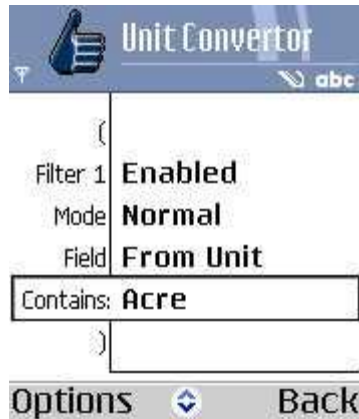 Unit Convertor
abc
(
Filter 1 Enabled
Mode Normal
Field From Unit
Contains: Acre
)
Options Back